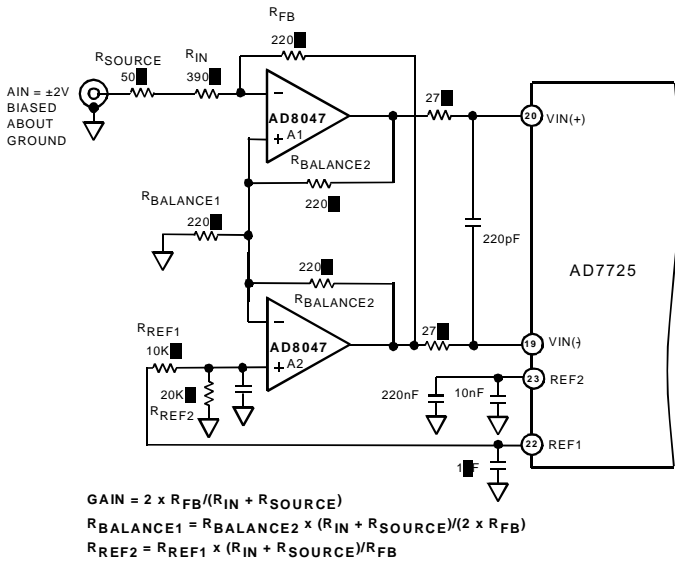 RFB
220
RSOURCE
50
RIN
390
AIN = ±2V
BIASED
ABOUT
GROUND
−
AD8047
+ A1
27
20 VIN(+)
RBALANCE2
220
RBALANCE1
220
220pF
AD7725
220
RBALANCE2
−
AD8047
+ A2
27
19 VIN(-)
RREF1
10K
20K
RREF2
23 REF2
220nF
10nF
22 REF1
1 F
GAIN = 2 x RFB/(RIN + RSOURCE)
RBALANCE1 = RBALANCE2 x (RIN + RSOURCE)/(2 x RFB)
RREF2 = RREF1 x (RIN + RSOURCE)/RFB